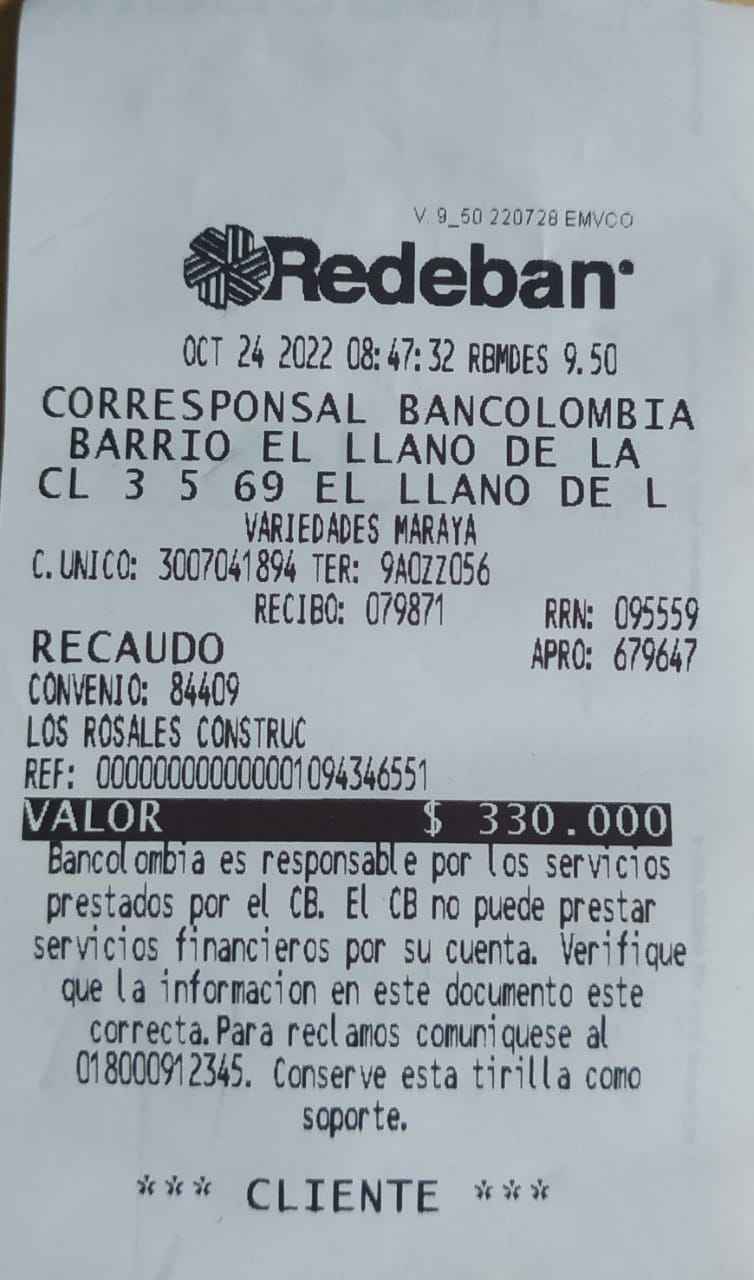 V. 9_50 220728 EMVCO
Redeban
OCT 24 2022 08:47:32 RBMDES 9.50
CORRESPONSAL BANCOLOMBIA
BARRIO EL LLANO DE LA
CL 3 5 69 EL LLANO DE L
VARIEDADES MARAYA
C.UNICO: 3007041894 TER: 9AOZZ056
RECIBO: 079871 RRN: 095559
RECAUDO APRO: 679647
CONVENIO: 84409
LOS ROSALES CONSTRUC
REF: 000000000000001094346551
VALOR $ 330.000
Bancolombia es responsable por los servicios
prestados por el CB. El CB no puede prestar
servicios financieros por su cuenta. Verifique
que la informacion en este documento este
correcta.Para reclamos comuniquese al
018000912345. Conserve esta tirilla como
soporte.
*** CLIENTE ***